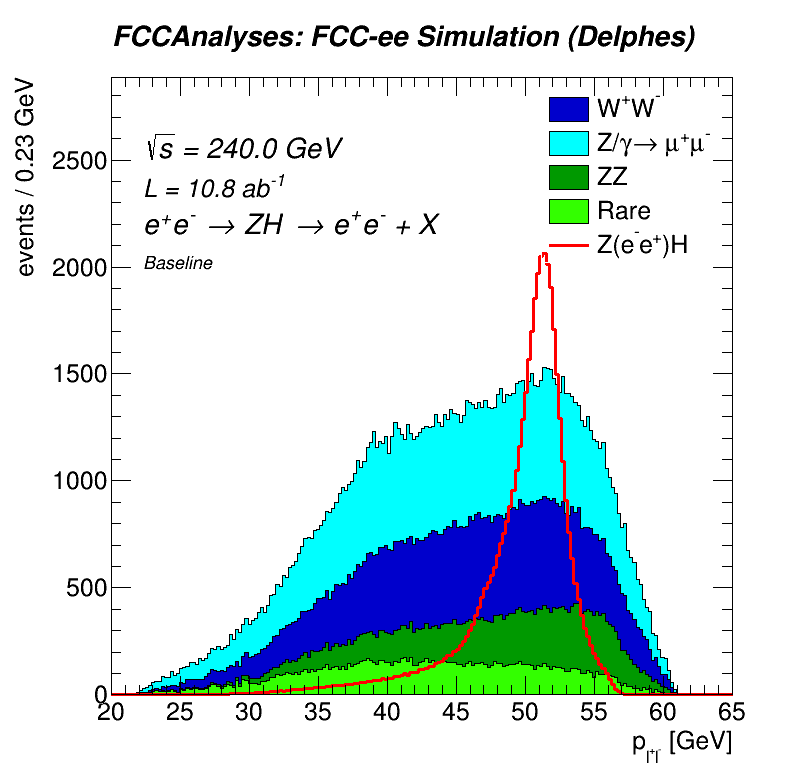 FCCAnalyses: FCC-ee Simulation (Delphes)
events / 0.23 GeV
√s = 240.0 GeV
L = 10.8 ab⁻¹
e⁺e⁻ → ZH → e⁺e⁻ + X
Baseline
W⁺W⁻
Z/γ→ μ⁺μ⁻
ZZ
Rare
Z(e⁻e⁺)H
2500
2000
1500
1000
500
0
20 25 30 35 40 45 50 55 60 65
p_l⁺l⁻ [GeV]